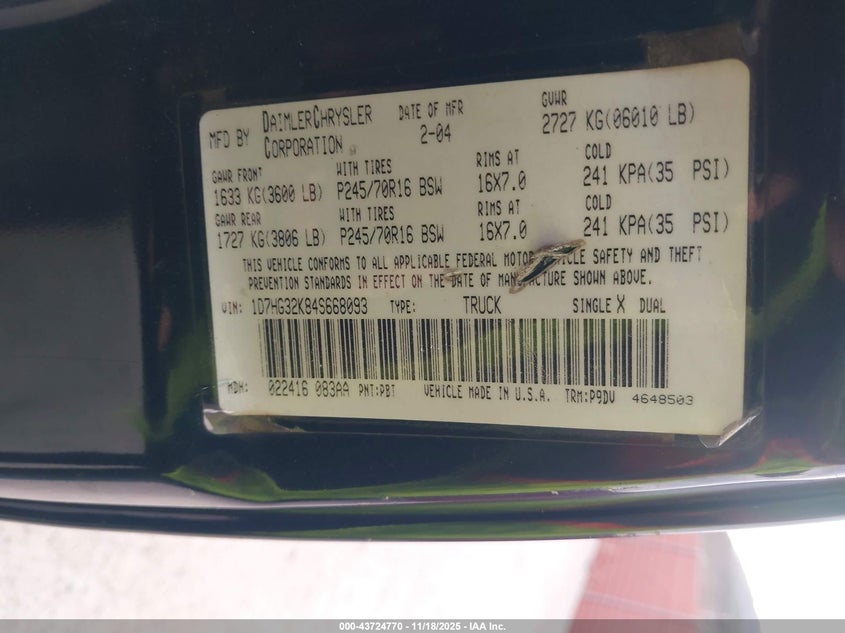 MFD BY DAIMLERCHRYSLER CORPORATION DATE OF MFR 2-04 GVWR 2727 KG(06010 LB)
GAWR FRONT WITH TIRES RIMS AT COLD
1633 KG(3600 LB) P245/70R16 BSW 16X7.0 241 KPA(35 PSI)
GAWR REAR WITH TIRES RIMS AT COLD
1727 KG(3806 LB) P245/70R16 BSW 16X7.0 241 KPA(35 PSI)
THIS VEHICLE CONFORMS TO ALL APPLICABLE FEDERAL MOTOR SAFETY AND THEFT
PREVENTION STANDARDS IN EFFECT ON THE DATE OF SHOWN ABOVE.
VIN: 1D7HG32K84S668093 TYPE: TRUCK SINGLE X DUAL
MDH: 022416 083AA PNT:PBT VEHICLE MADE IN U.S.A. TRM:P9DV 4648503
000-43724770 - 11/18/2025 - IAA Inc.